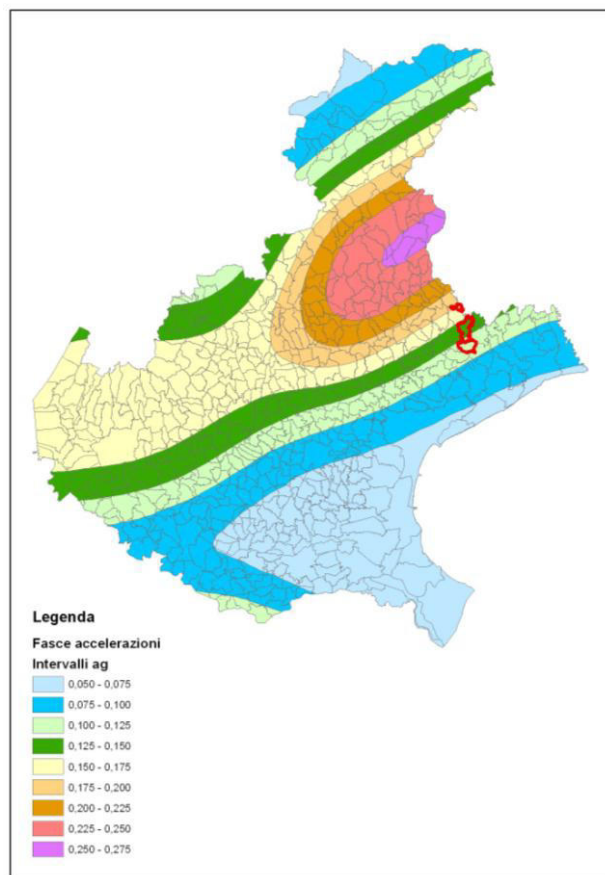 Legenda
Fasce accelerazioni
Intervalli ag
0,050 - 0,075
0,075 - 0,100
0,100 - 0,125
0,125 - 0,150
0,150 - 0,175
0,175 - 0,200
0,200 - 0,225
0,225 - 0,250
0,250 - 0,275